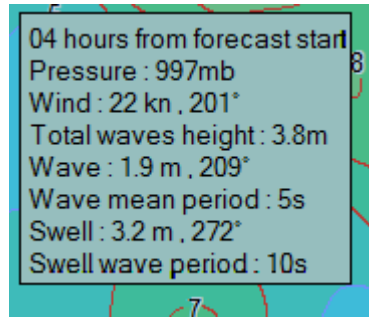 04 hours from forecast start
Pressure : 997mb
8
Wind : 22 kn , 201°
Total waves height : 3.8m
Wave : 1.9 m , 209°
Wave mean period : 5s
Swell : 3.2 m , 272°
Swell wave period : 10s
7